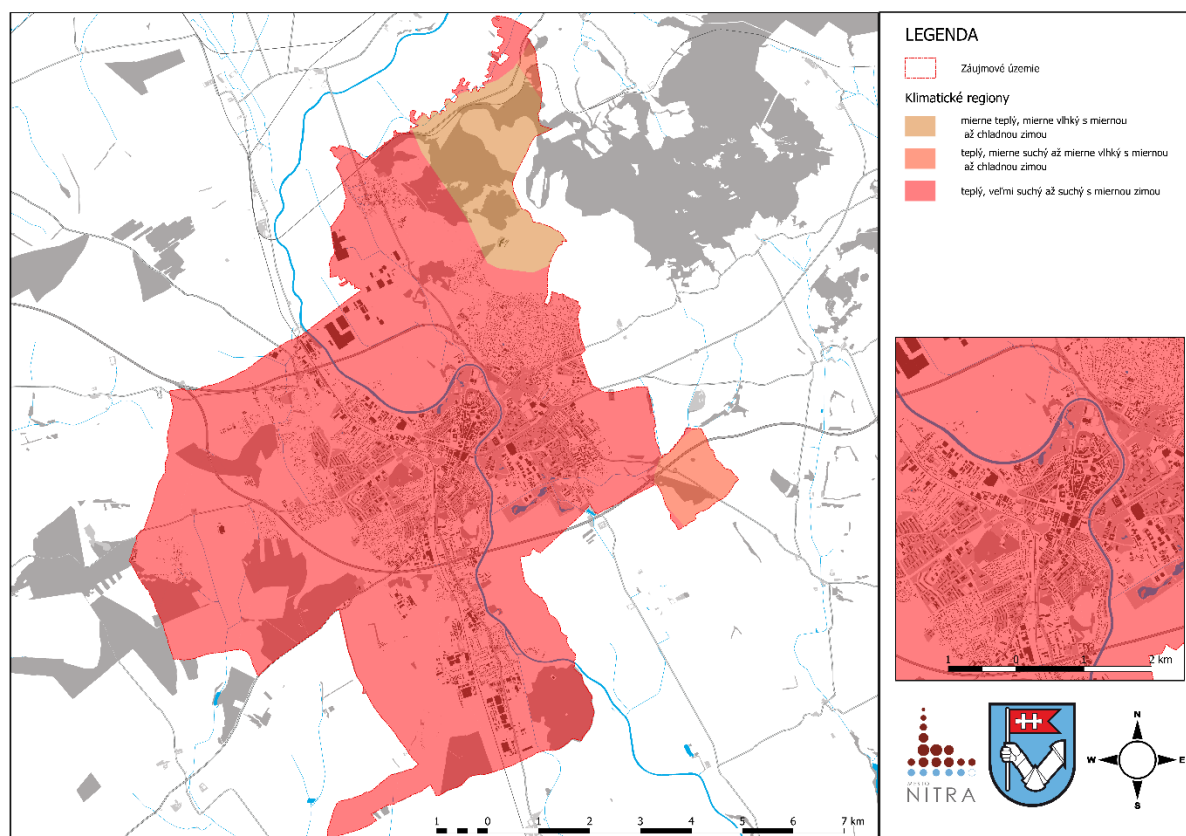 LEGENDA
Záujmové územie
Klimatické regiony
mierne teplý, mierne vlhký s miernou
až chladnou zimou
teplý, mierne suchý až mierne vlhký s miernou
až chladnou zimou
teplý, veľmi suchý až suchý s miernou zimou
1 0 1 2 km
MESTO
NITRA
N
W E
S
1 0 1 2 3 4 5 6 7 km